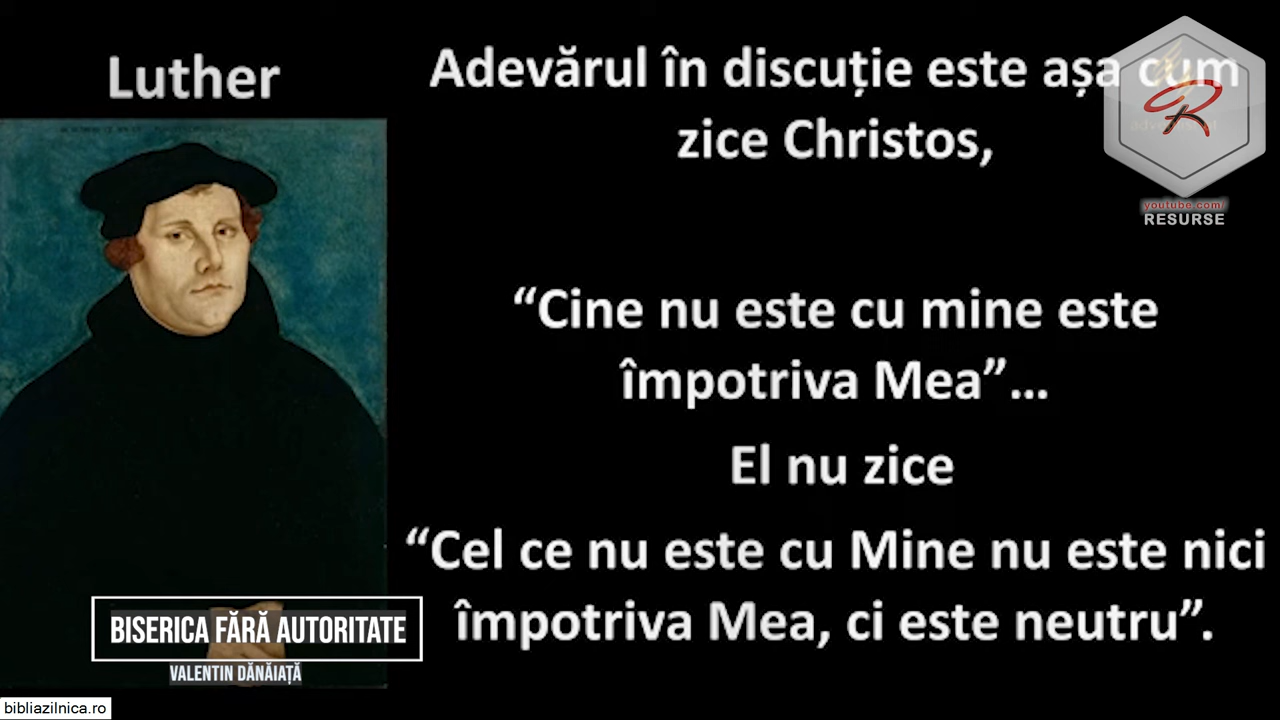 Luther
Adevărul în discuție este așa cum
zice Christos,
“Cine nu este cu mine este
împotriva Mea”...
El nu zice
“Cel ce nu este cu Mine nu este nici
împotriva Mea, ci este neutru”.
R
youtube.com/
RESURSE
BISERICA FĂRĂ AUTORITATE
VALENTIN DĂNĂIAȚĂ
bibliazilnica.ro